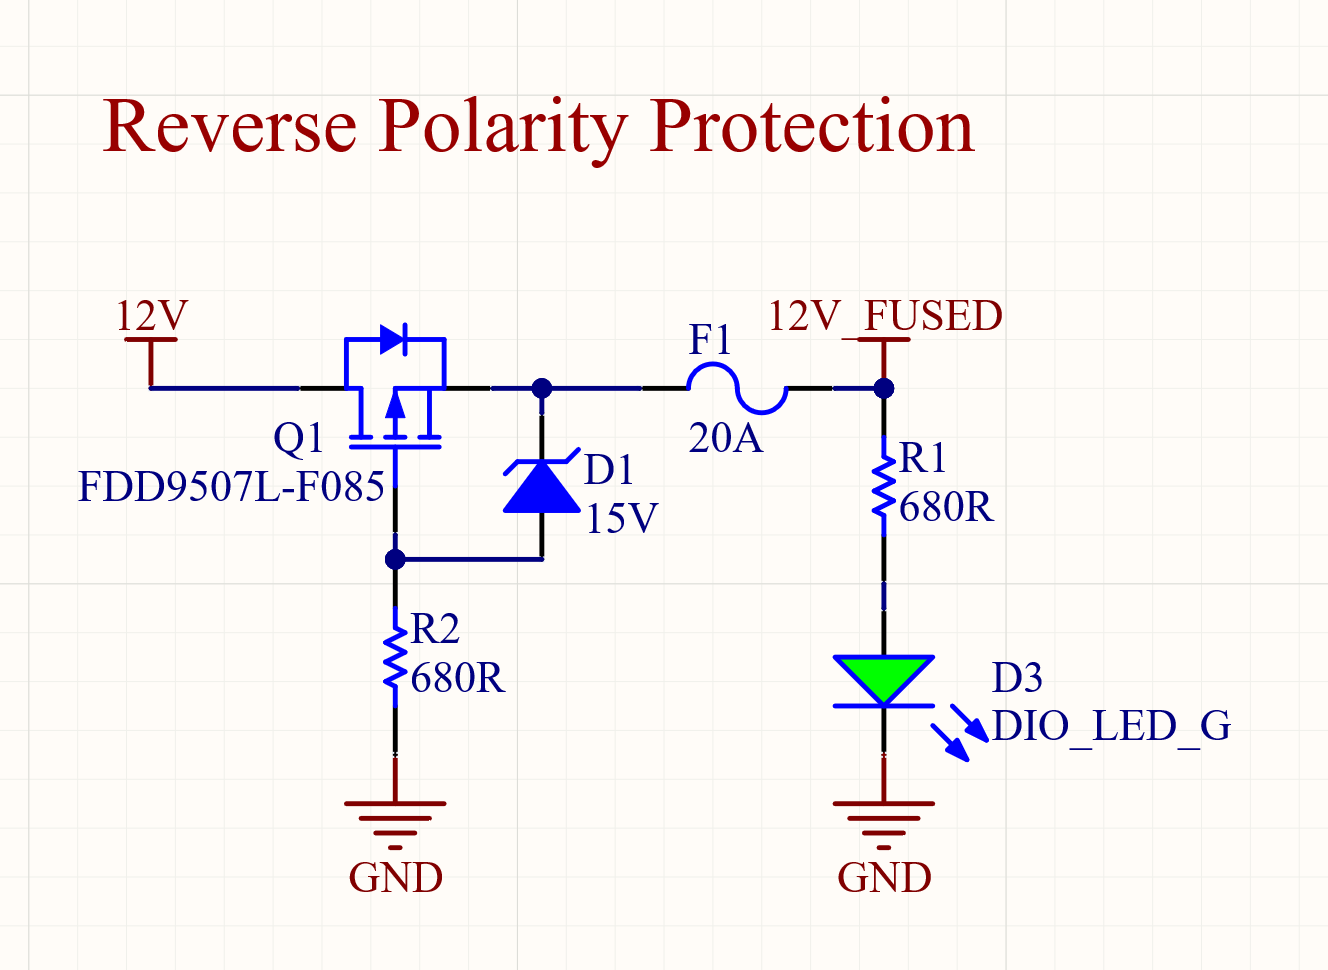 Reverse Polarity Protection
12V
12V_FUSED
F1
20A
Q1
FDD9507L-F085
D1
15V
R1
680R
R2
680R
D3
DIO_LED_G
GND
GND